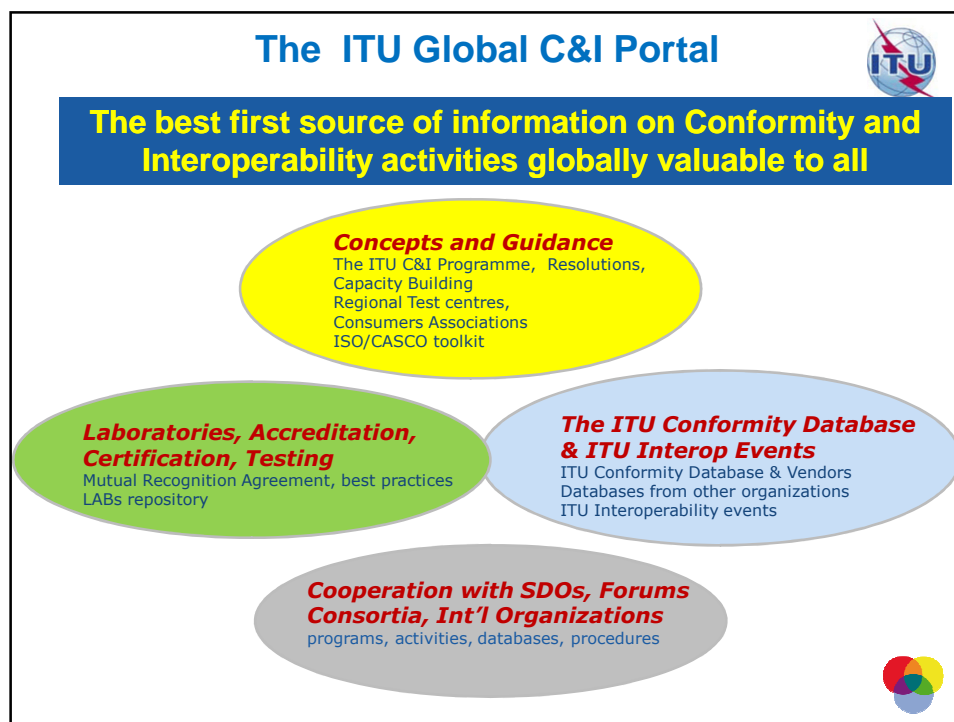 The ITU Global C&I Portal
ITU
The best first source of information on Conformity and
Interoperability activities globally valuable to all
Concepts and Guidance
The ITU C&I Programme, Resolutions,
Capacity Building
Regional Test centres,
Consumers Associations
ISO/CASCO toolkit
Laboratories, Accreditation,
Certification, Testing
Mutual Recognition Agreement, best practices
LABs repository
The ITU Conformity Database
& ITU Interop Events
ITU Conformity Database & Vendors
Databases from other organizations
ITU Interoperability events
Cooperation with SDOs, Forums
Consortia, Int’l Organizations
programs, activities, databases, procedures